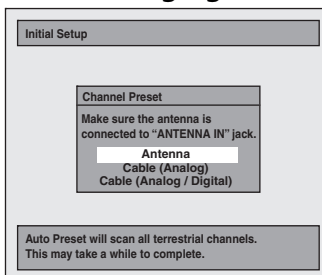 Initial Setup
Channel Preset
Make sure the antenna is
connected to “ANTENNA IN” jack.
Antenna
Cable (Analog)
Cable (Analog / Digital)
Auto Preset will scan all terrestrial channels.
This may take a while to complete.